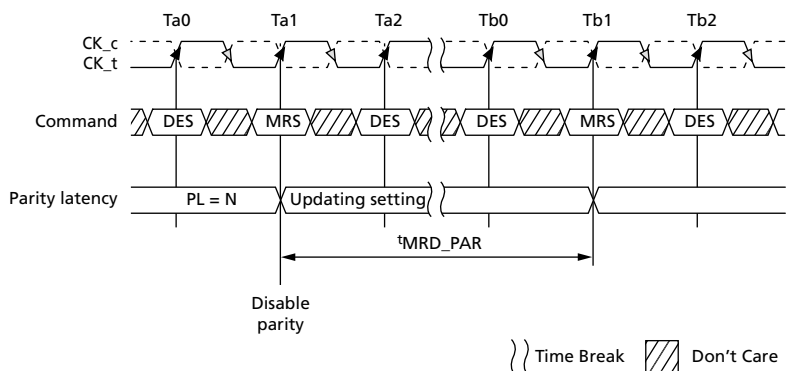 Ta0 Ta1 Ta2 Tb0 Tb1 Tb2
CK_c
CK_t
Command DES MRS DES DES MRS DES
Parity latency PL = N Updating setting
tMRD_PAR
Disable
parity
Time Break Don't Care